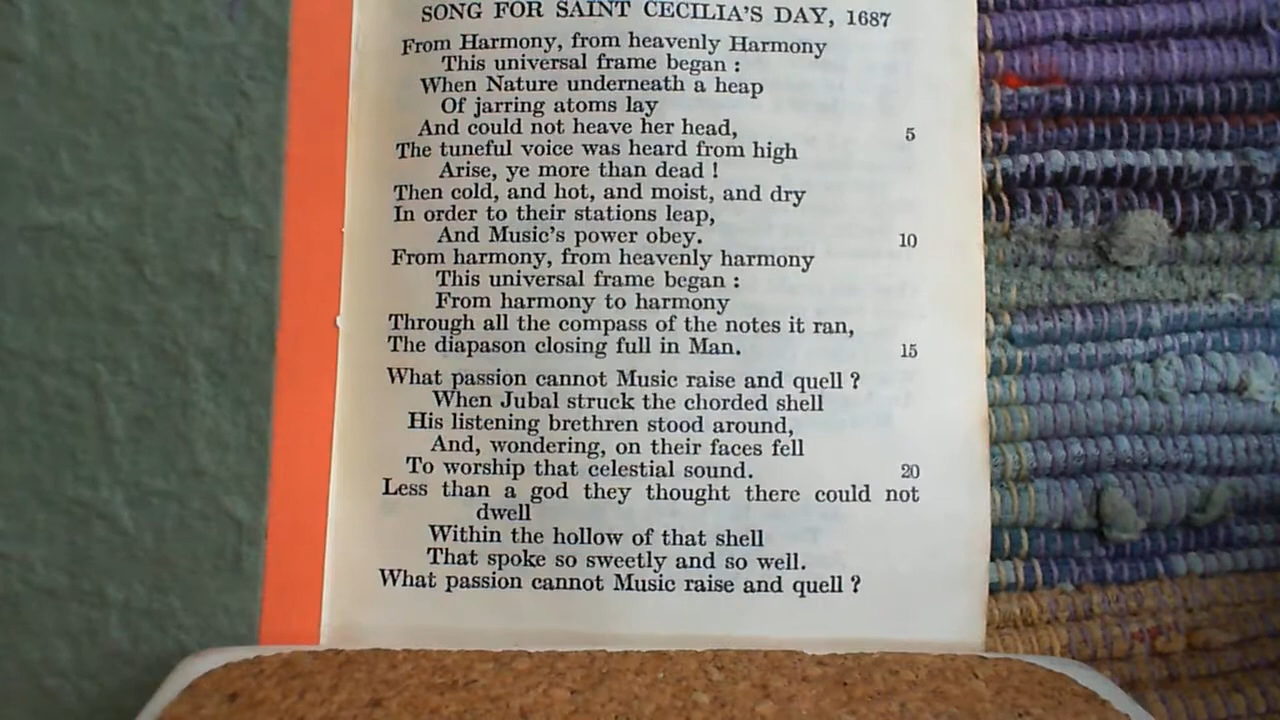 SONG FOR SAINT CECILIA'S DAY, 1687
From Harmony, from heavenly Harmony
This universal frame began :
When Nature underneath a heap
Of jarring atoms lay
And could not heave her head, 5
The tuneful voice was heard from high
Arise, ye more than dead !
Then cold, and hot, and moist, and dry
In order to their stations leap,
And Music's power obey. 10
From harmony, from heavenly harmony
This universal frame began :
From harmony to harmony
Through all the compass of the notes it ran,
The diapason closing full in Man. 15
What passion cannot Music raise and quell ?
When Jubal struck the chorded shell
His listening brethren stood around,
And, wondering, on their faces fell
To worship that celestial sound. 20
Less than a god they thought there could not
dwell
Within the hollow of that shell
That spoke so sweetly and so well.
What passion cannot Music raise and quell ?